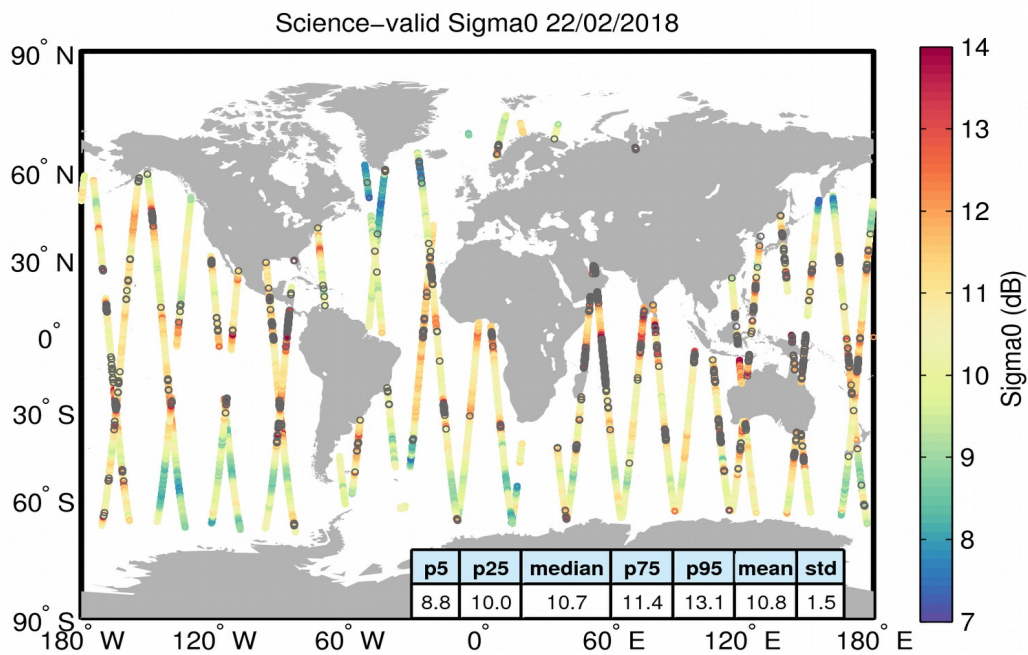 Science−valid Sigma0 22/02/2018
90° N
60° N
30° N
0°
30° S
60° S
90° S
180° W
120° W
60° W
0°
60° E
120° E
180° E
p5 p25 median p75 p95 mean std
8.8 10.0 10.7 11.4 13.1 10.8 1.5
14
13
12
11
10
9
8
7
Sigma0 (dB)